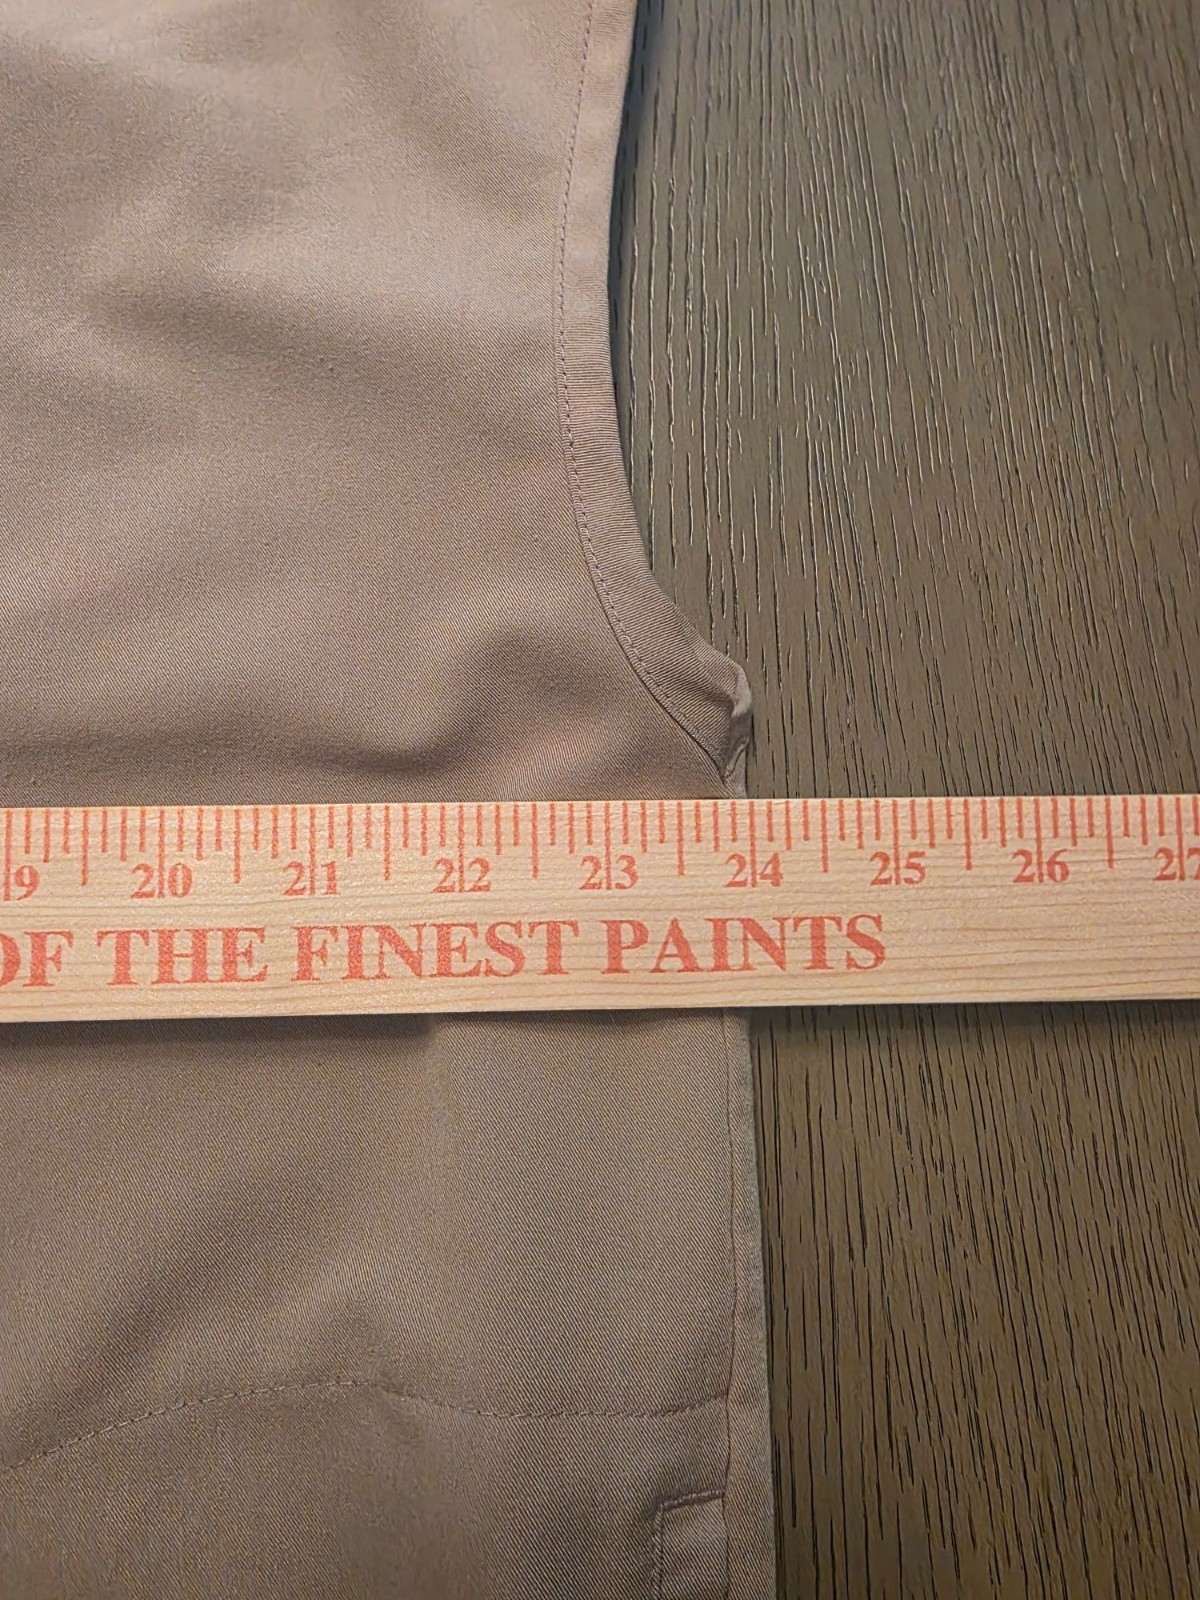 9 20 21 22 23 24 25 26 27
OF THE FINEST PAINTS